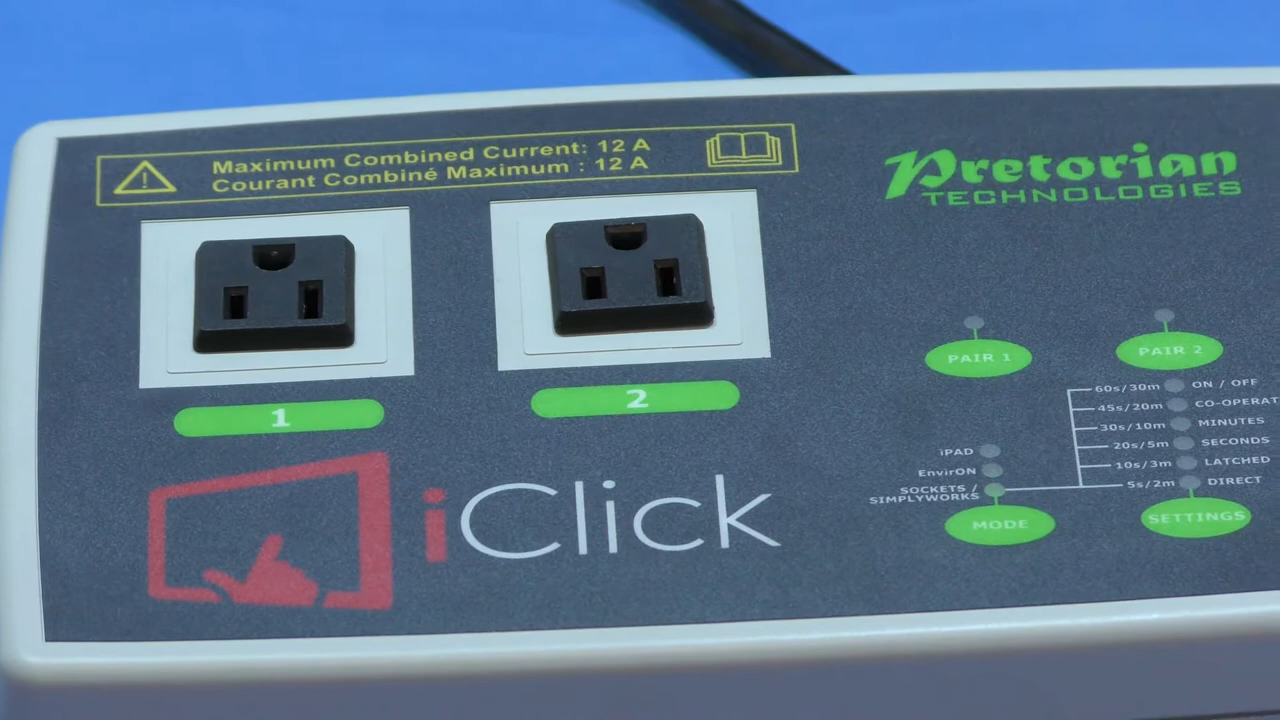 Maximum Combined Current: 12 A
Courant Combiné Maximum : 12 A
Pretorian
TECHNOLOGIES
1
2
iClick
PAIR 1
PAIR 2
60s/30m ON / OFF
45s/20m CO-OPERAT
30s/10m MINUTES
20s/5m SECONDS
10s/3m LATCHED
5s/2m DIRECT
iPAD
EnvirON
SOCKETS /
SIMPLYWORKS
MODE
SETTINGS